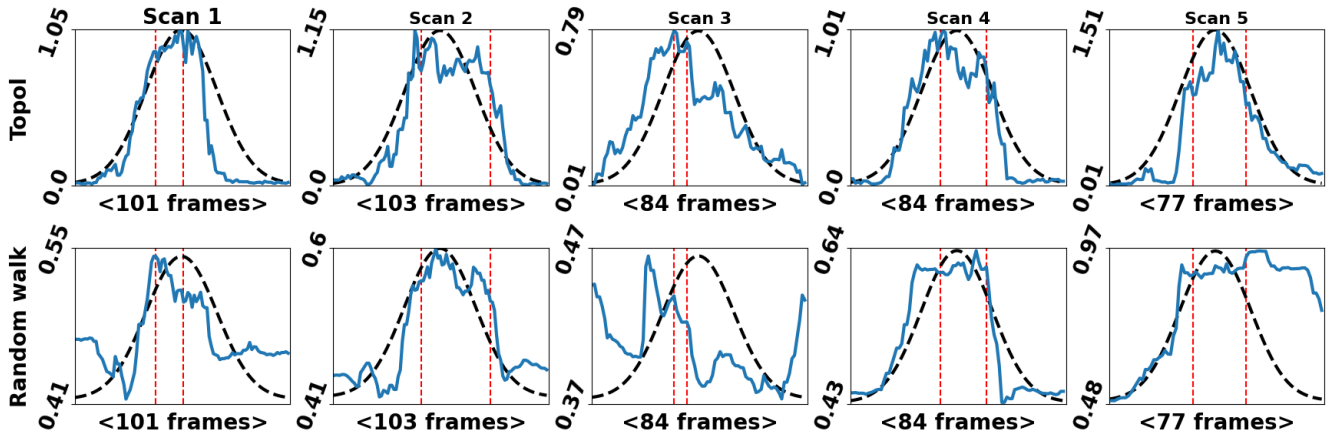 Scan 1 Scan 2 Scan 3 Scan 4 Scan 5
Topol
1.05 1.15 0.79 1.01 1.51
0.0 0.0 0.01 0.0 0.01
<101 frames> <103 frames> <84 frames> <84 frames> <77 frames>
Random walk
0.55 0.6 0.47 0.64 0.97
0.41 0.41 0.37 0.43 0.48
<101 frames> <103 frames> <84 frames> <84 frames> <77 frames>